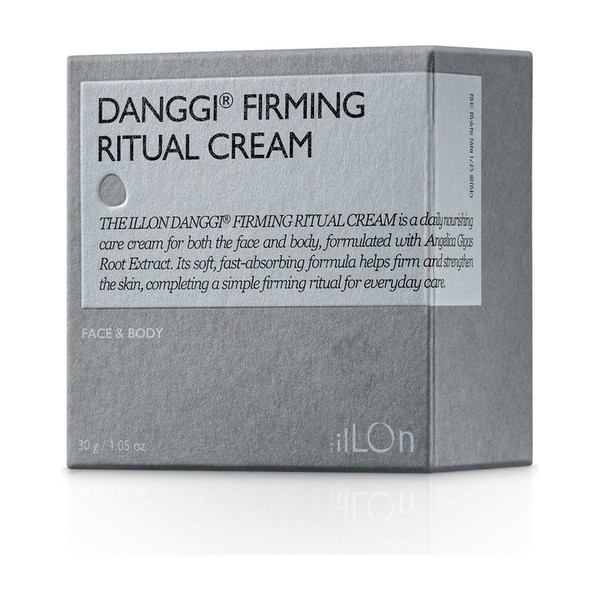 DANGGI® FIRMING
RITUAL CREAM
THE ILLON DANGGI® FIRMING RITUAL CREAM is a daily nourishing
care cream for both the face and body, formulated with Angelica Gigas
Root Extract. Its soft, fast-absorbing formula helps firm and strengthen
the skin, completing a simple firming ritual for everyday care.
FACE & BODY
30 g / 1.05 oz.
ilLOn